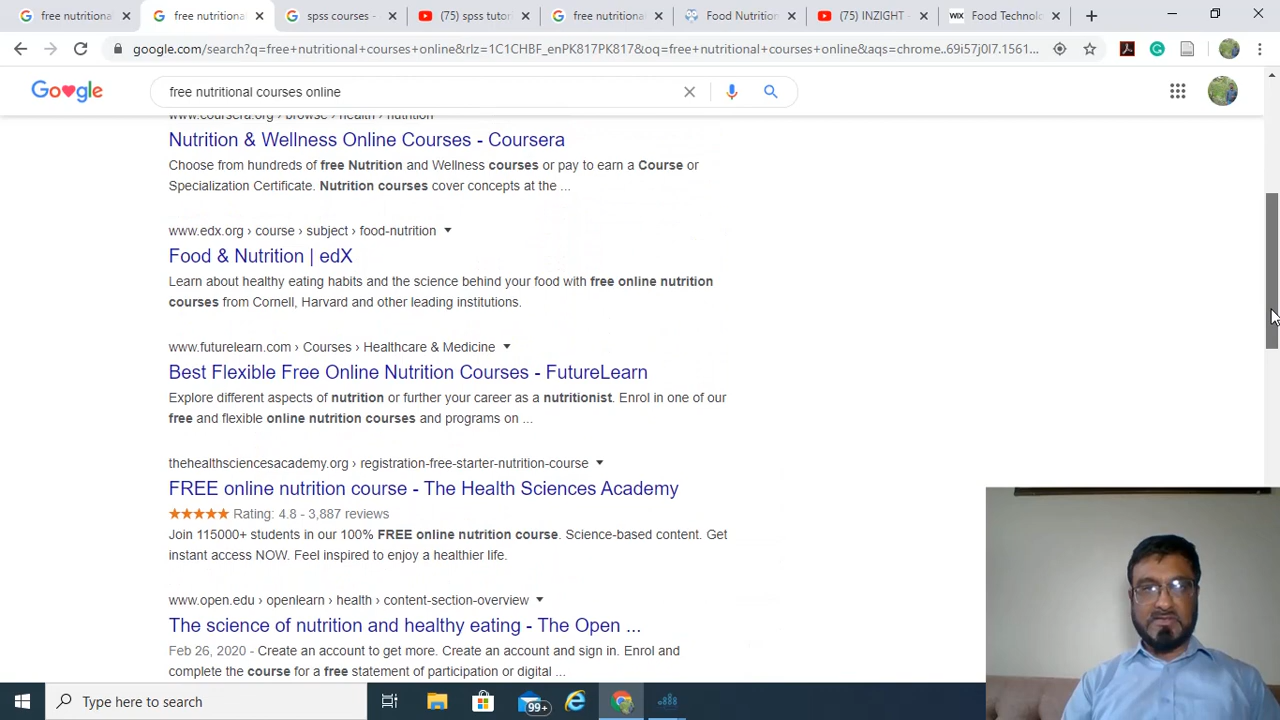 free nutritional
free nutritional
spss courses -
(75) spss tutori
free nutritional
Food Nutrition
(75) INZIGHT -
WIX
Food Technolo
google.com/search?q=free+nutritional+courses+online&rlz=1C1CHBF_enPK817PK817&oq=free+nutritional+courses+online&aqs=chrome..69i57j0l7.1561...
Google
free nutritional courses online
www.coursera.org › browse › health › nutrition
Nutrition & Wellness Online Courses - Coursera
Choose from hundreds of free Nutrition and Wellness courses or pay to earn a Course or
Specialization Certificate. Nutrition courses cover concepts at the ...
www.edx.org › course › subject › food-nutrition
Food & Nutrition | edX
Learn about healthy eating habits and the science behind your food with free online nutrition
courses from Cornell, Harvard and other leading institutions.
www.futurelearn.com › Courses › Healthcare & Medicine
Best Flexible Free Online Nutrition Courses - FutureLearn
Explore different aspects of nutrition or further your career as a nutritionist. Enrol in one of our
free and flexible online nutrition courses and programs on ...
thehealthsciencesacademy.org › registration-free-starter-nutrition-course
FREE online nutrition course - The Health Sciences Academy
★★★★★ Rating: 4.8 - 3,887 reviews
Join 115000+ students in our 100% FREE online nutrition course. Science-based content. Get
instant access NOW. Feel inspired to enjoy a healthier life.
www.open.edu › openlearn › health › content-section-overview
The science of nutrition and healthy eating - The Open ...
Feb 26, 2020 - Create an account to get more. Create an account and sign in. Enrol and
complete the course for a free statement of participation or digital ...
Type here to search
99+